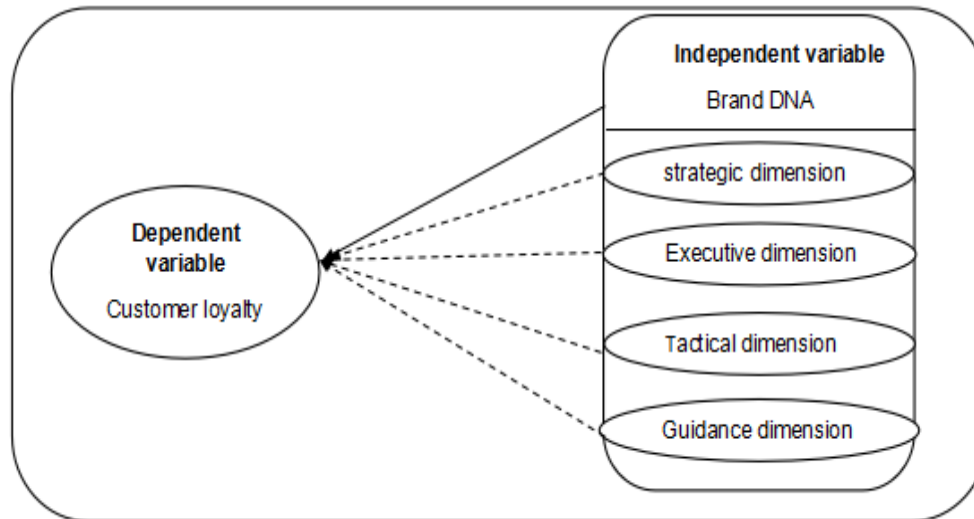 Independent variable
Brand DNA
strategic dimension
Executive dimension
Tactical dimension
Guidance dimension
Dependent
variable
Customer loyalty